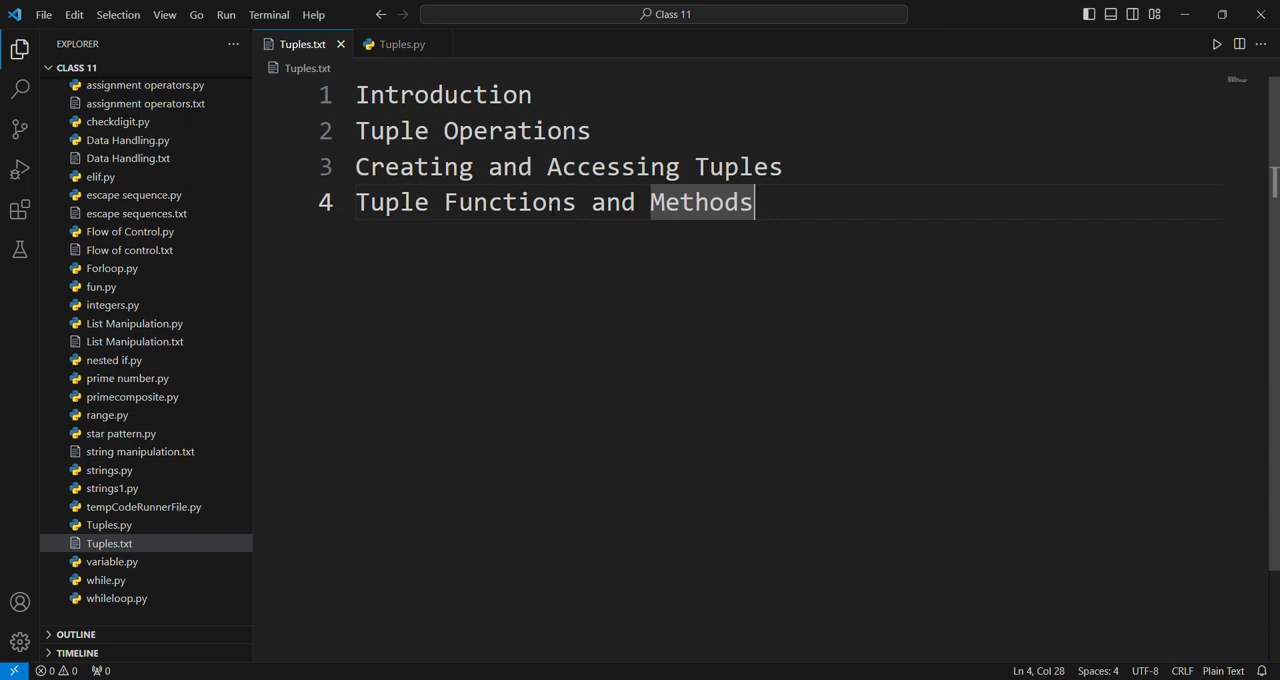 File Edit Selection View Go Run Terminal Help
Class 11
EXPLORER
CLASS 11
assignment operators.py
assignment operators.txt
checkdigit.py
Data Handling.py
Data Handling.txt
elif.py
escape sequence.py
escape sequences.txt
Flow of Control.py
Flow of control.txt
Forloop.py
fun.py
integers.py
List Manipulation.py
List Manipulation.txt
nested if.py
prime number.py
primecomposite.py
range.py
star pattern.py
string manipulation.txt
strings.py
strings1.py
tempCodeRunnerFile.py
Tuples.py
Tuples.txt
variable.py
while.py
whileloop.py
OUTLINE
TIMELINE
Tuples.txt Tuples.py
Tuples.txt
1 Introduction
2 Tuple Operations
3 Creating and Accessing Tuples
4 Tuple Functions and Methods
0 0 0 Ln 4, Col 28 Spaces: 4 UTF-8 CRLF Plain Text